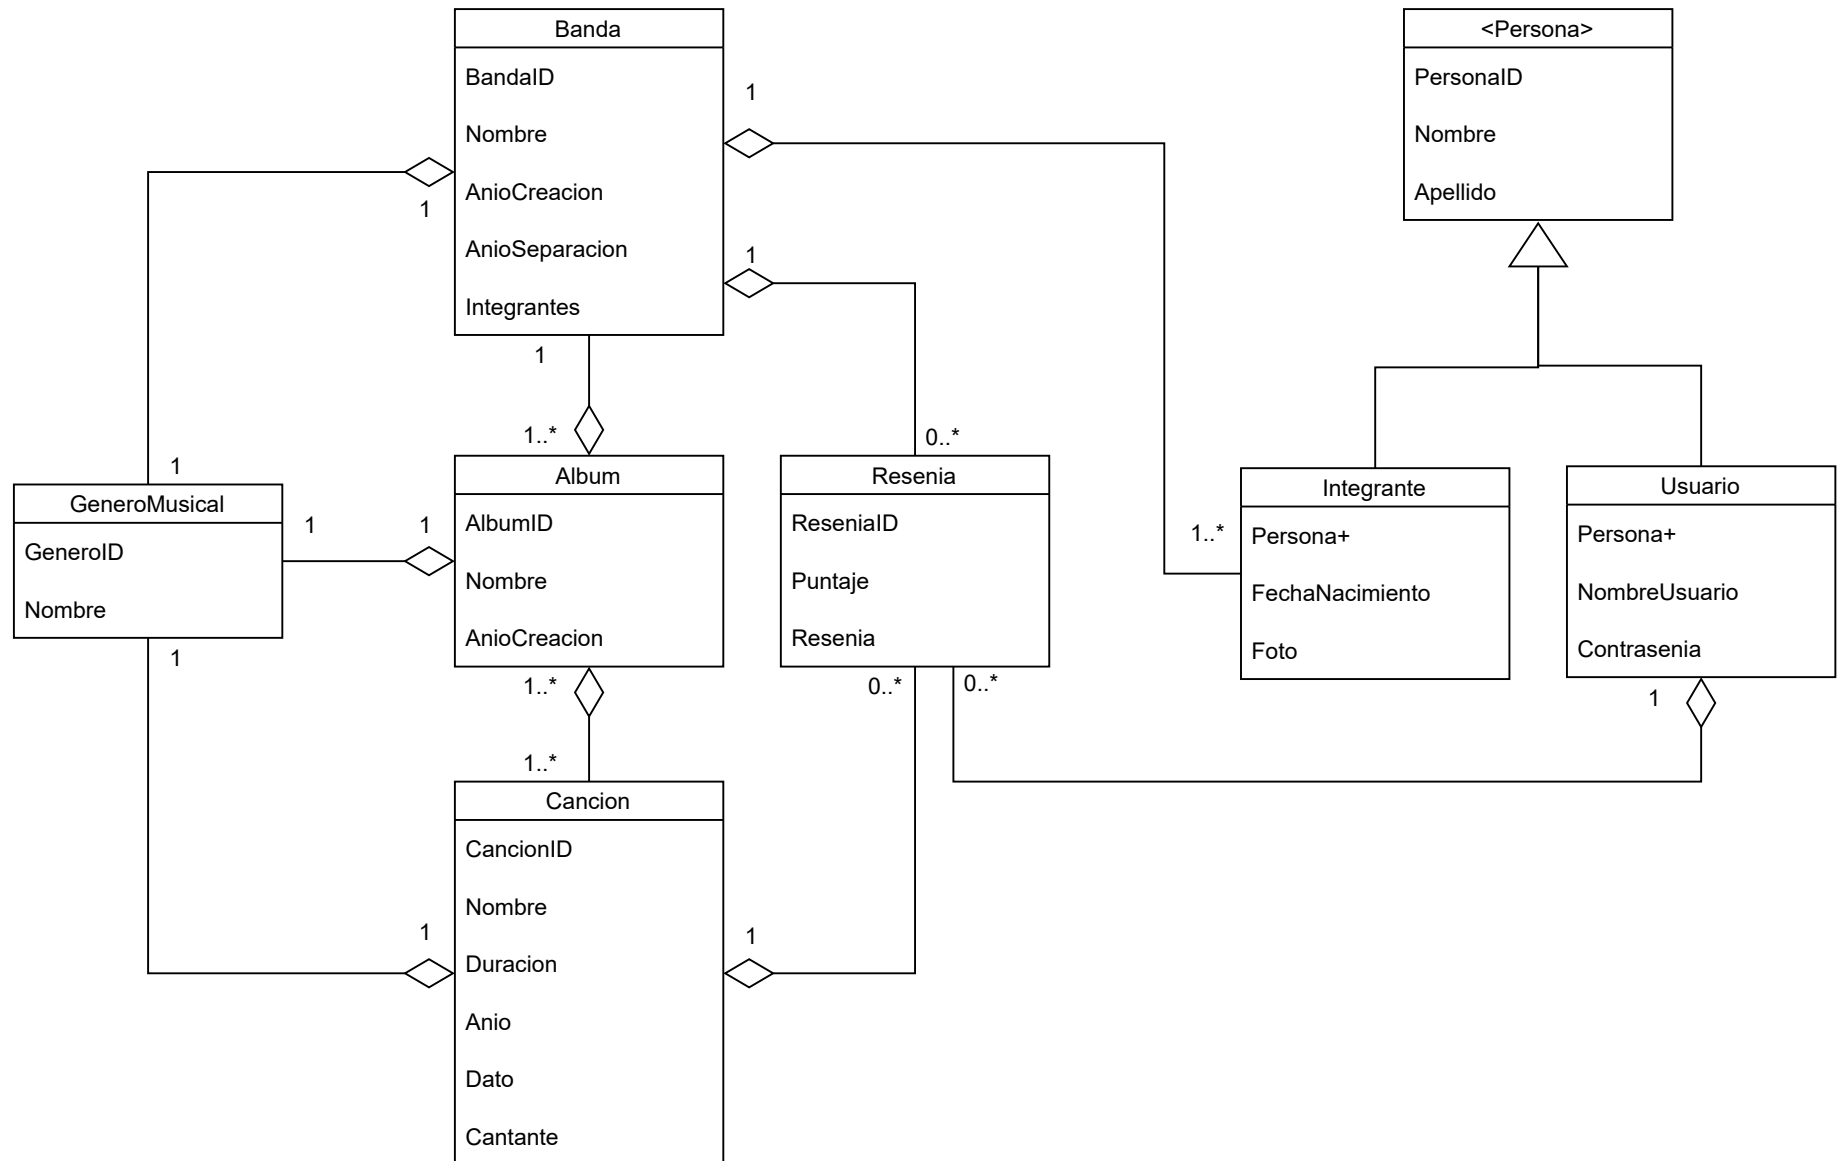 Banda
BandaID
Nombre
AnioCreacion
AnioSeparacion
Integrantes
<Persona>
PersonaID
Nombre
Apellido
1
1
1
1
1
1..*
0..*
GeneroMusical
GeneroID
Nombre
1
1
1
Album
AlbumID
Nombre
AnioCreacion
Resenia
ReseniaID
Puntaje
Resenia
1..*
Integrante
Persona+
FechaNacimiento
Foto
Usuario
Persona+
NombreUsuario
Contrasenia
1..*
0..*
0..*
1
1..*
Cancion
CancionID
Nombre
Duracion
Anio
Dato
Cantante
1
1